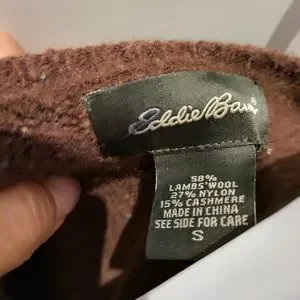 Eddie Bauer®
58%
LAMBS' WOOL
27% NYLON
15% CASHMERE
MADE IN CHINA
SEE SIDE FOR CARE
S